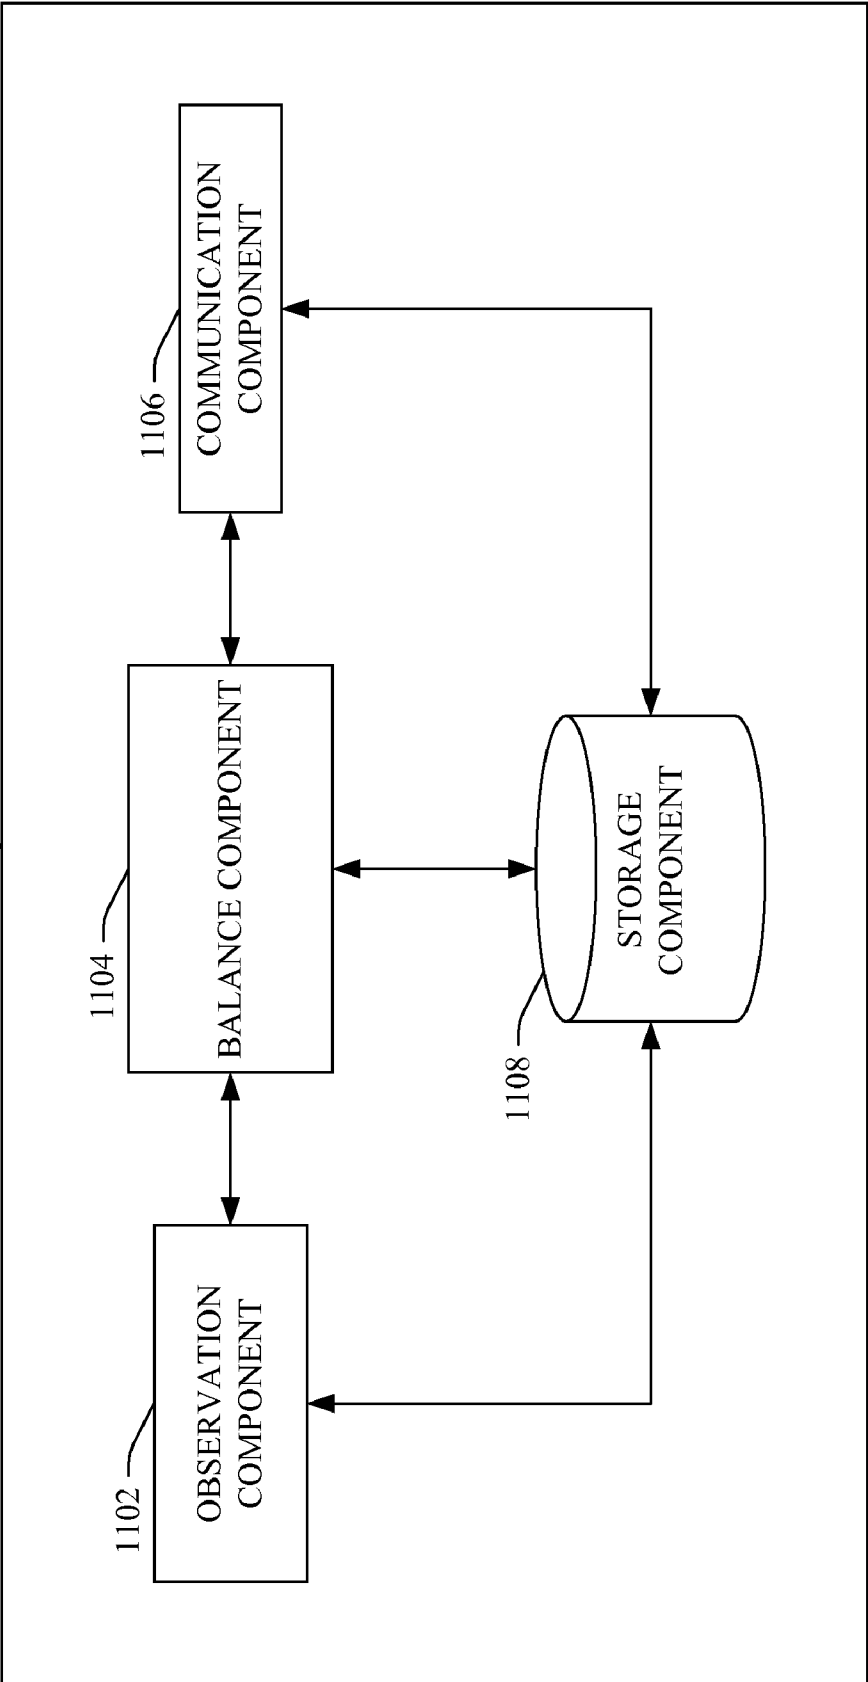 1102
OBSERVATION
COMPONENT
1104
BALANCE COMPONENT
1106
COMMUNICATION
COMPONENT
1108
STORAGE
COMPONENT